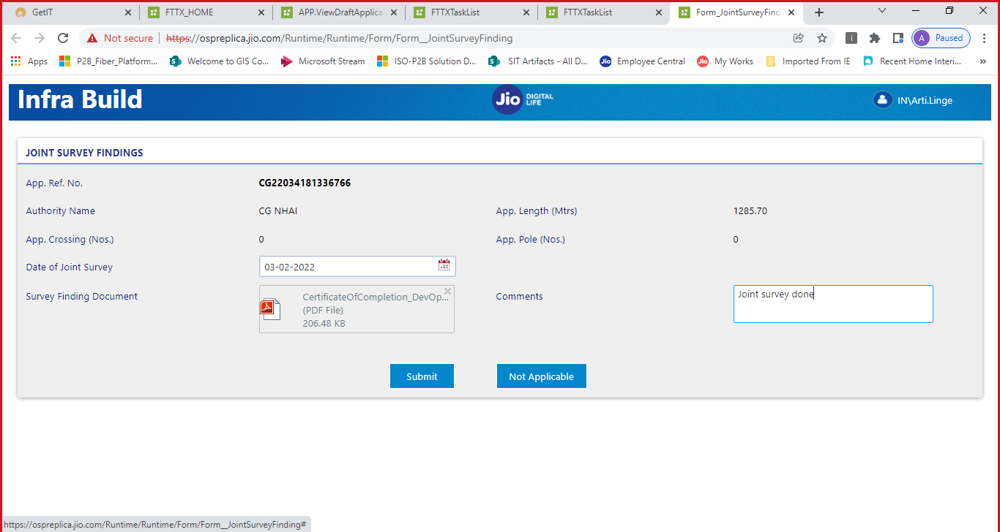 GetIT
FTTX_HOME
APP.ViewDraftApplica
FTTXTaskList
FTTXTaskList
Form_JointSurveyFind
Not secure
https://ospreplica.jio.com/Runtime/Runtime/Form/Form__JointSurveyFinding
A Paused
Apps
P2B_Fiber_Platform...
Welcome to GIS Co...
Microsoft Stream
ISO-P2B Solution D...
SIT Artifacts - All D...
Employee Central
My Works
Imported From IE
Recent Home Interi...
»
Infra Build
Jio DIGITAL
LIFE
IN\Arti.Linge
JOINT SURVEY FINDINGS
App. Ref. No. CG22034181336766
Authority Name CG NHAI App. Length (Mtrs) 1285.70
App. Crossing (Nos.) 0 App. Pole (Nos.) 0
Date of Joint Survey 03-02-2022
Survey Finding Document CertificateOfCompletion_DevOp...
(PDF File)
206.48 KB
Comments Joint survey done
Submit Not Applicable
https://ospreplica.jio.com/Runtime/Runtime/Form/Form__JointSurveyFinding#